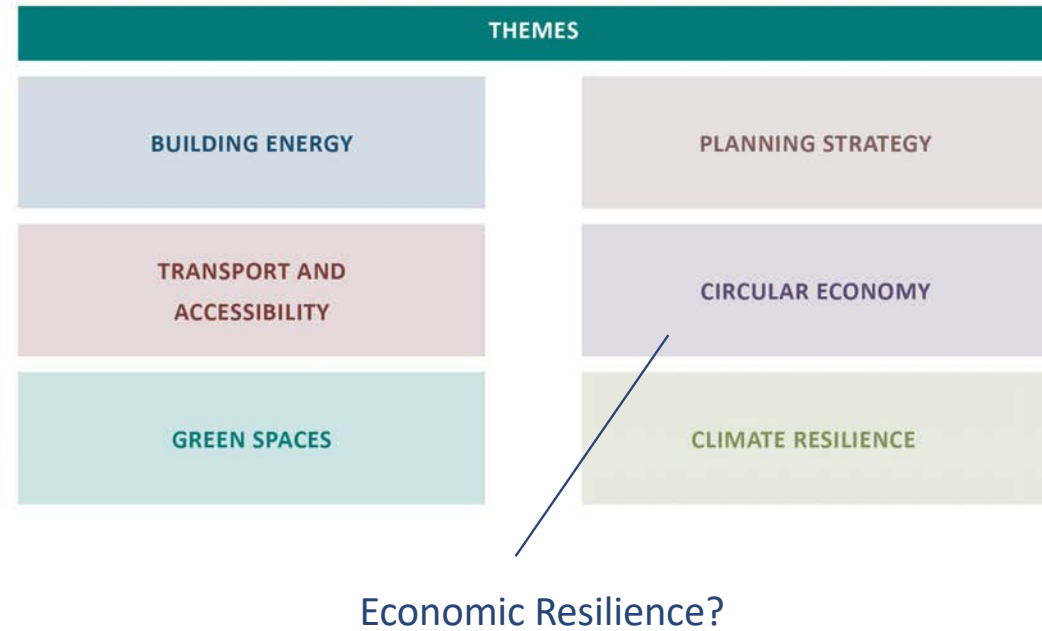 THEMES
BUILDING ENERGY
PLANNING STRATEGY
TRANSPORT AND
ACCESSIBILITY
CIRCULAR ECONOMY
GREEN SPACES
CLIMATE RESILIENCE
Economic Resilience?